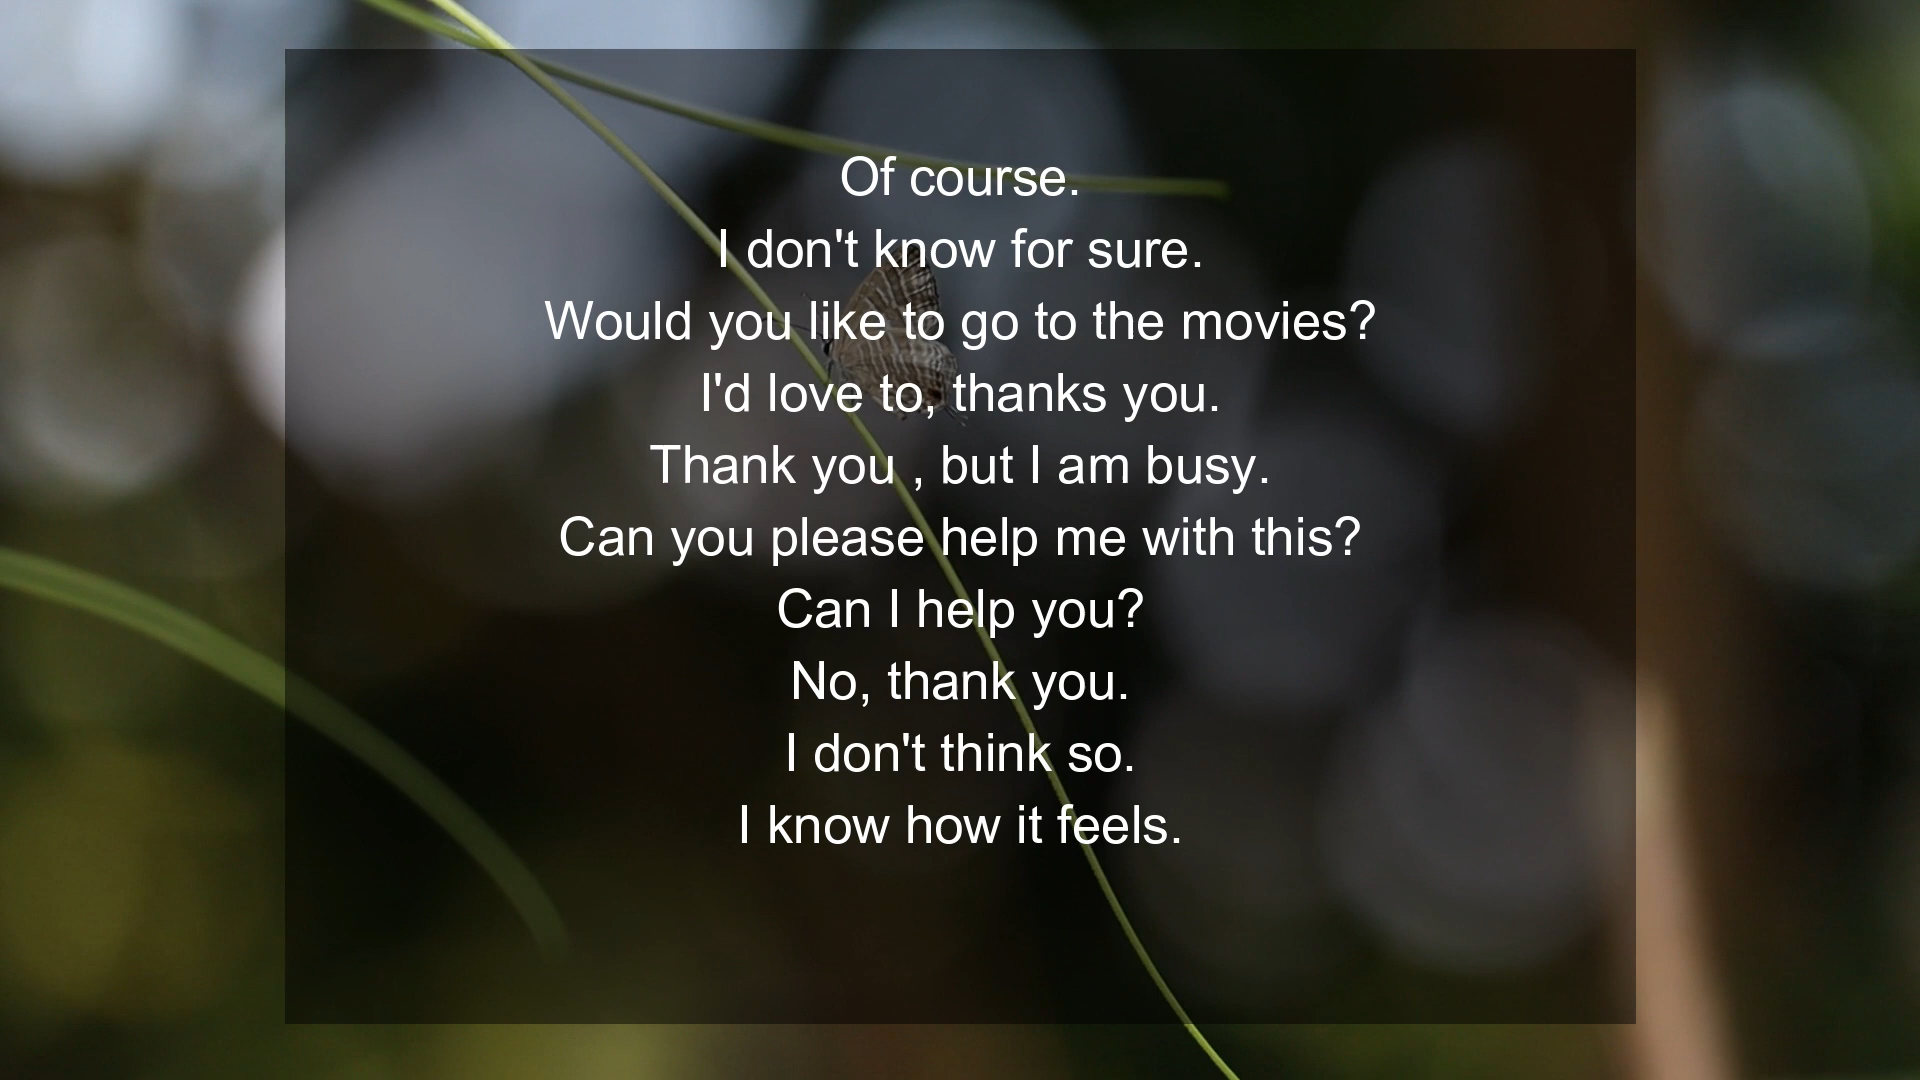 Of course.
I don't know for sure.
Would you like to go to the movies?
I'd love to, thanks you.
Thank you , but I am busy.
Can you please help me with this?
Can I help you?
No, thank you.
I don't think so.
I know how it feels.